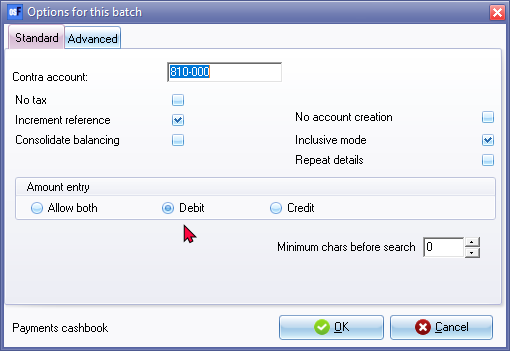 Options for this batch
Standard Advanced
Contra account: 810-000
No tax
Increment reference No account creation
Consolidate balancing Inclusive mode
Repeat details
Amount entry
Allow both Debit Credit
Minimum chars before search 0
Payments cashbook OK Cancel